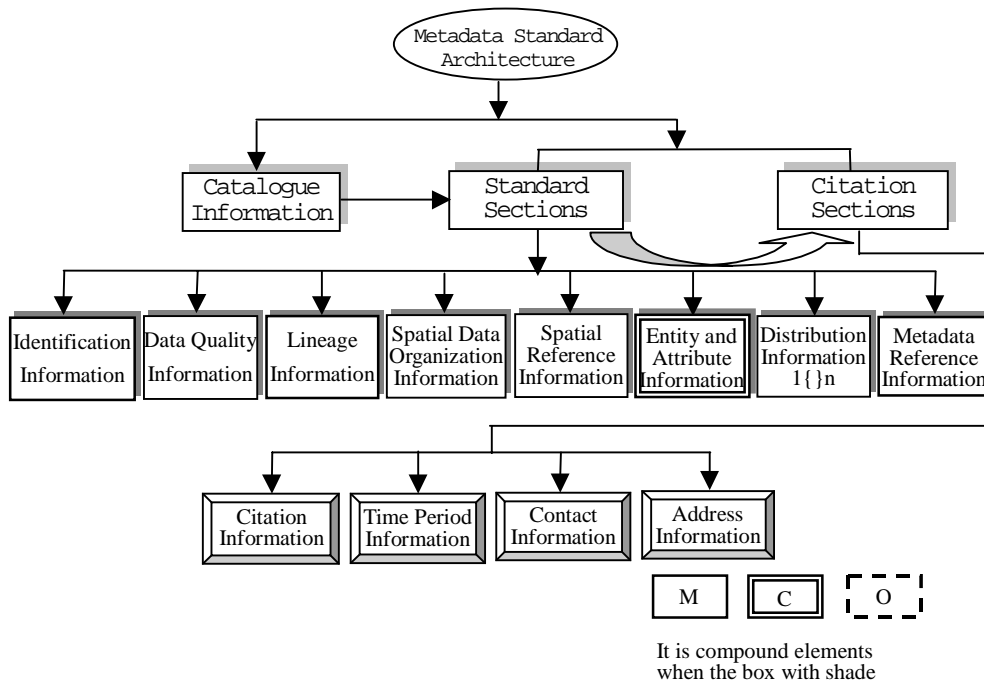 Metadata Standard
Architecture
Catalogue
Information
Standard
Sections
Citation
Sections
Identification
Information
Data Quality
Information
Lineage
Information
Spatial Data
Organization
Information
Spatial
Reference
Information
Entity and
Attribute
Information
Distribution
Information
1{}n
Metadata
Reference
Information
Citation
Information
Time Period
Information
Contact
Information
Address
Information
M
C
O
It is compound elements
when the box with shade